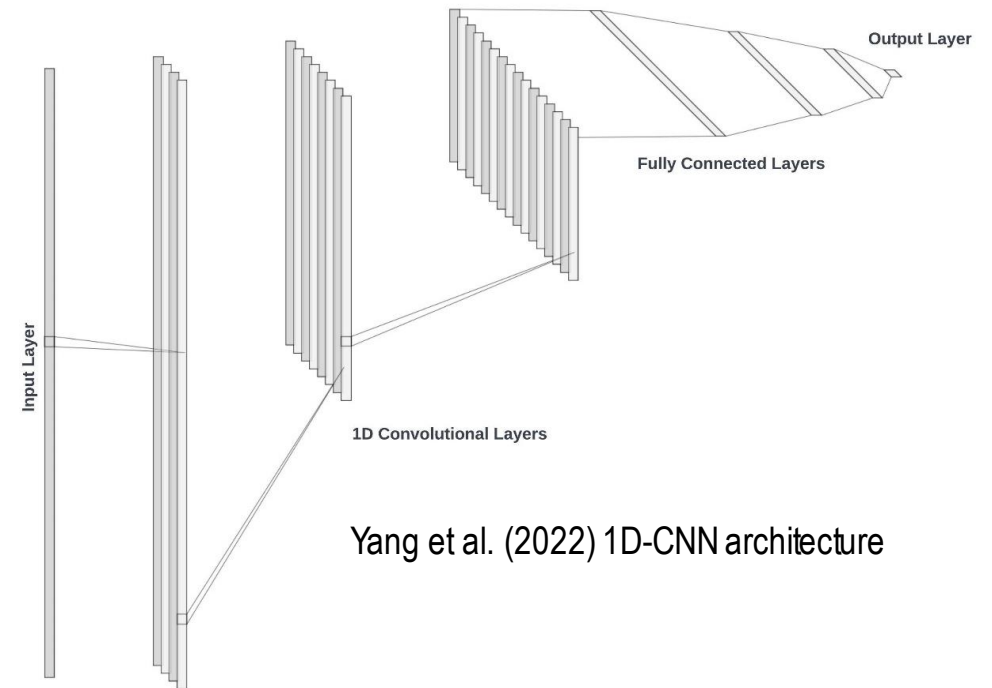 Output Layer
Fully Connected Layers
Input Layer
1D Convolutional Layers
Yang et al. (2022) 1D-CNN architecture